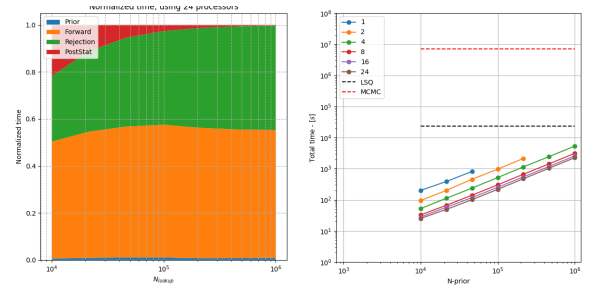 Normalized time, using 24 processors
1.0
0.8
0.6
0.4
0.2
0.0
Normalized time
Prior
Forward
Rejection
PostStat
10⁴
10⁵
10⁶
N_lookup
10⁸
10⁷
10⁶
10⁵
10⁴
10³
10²
10¹
10⁰
Total time - [s]
1
2
4
8
16
24
LSQ
MCMC
10³
10⁴
10⁵
10⁶
N-prior